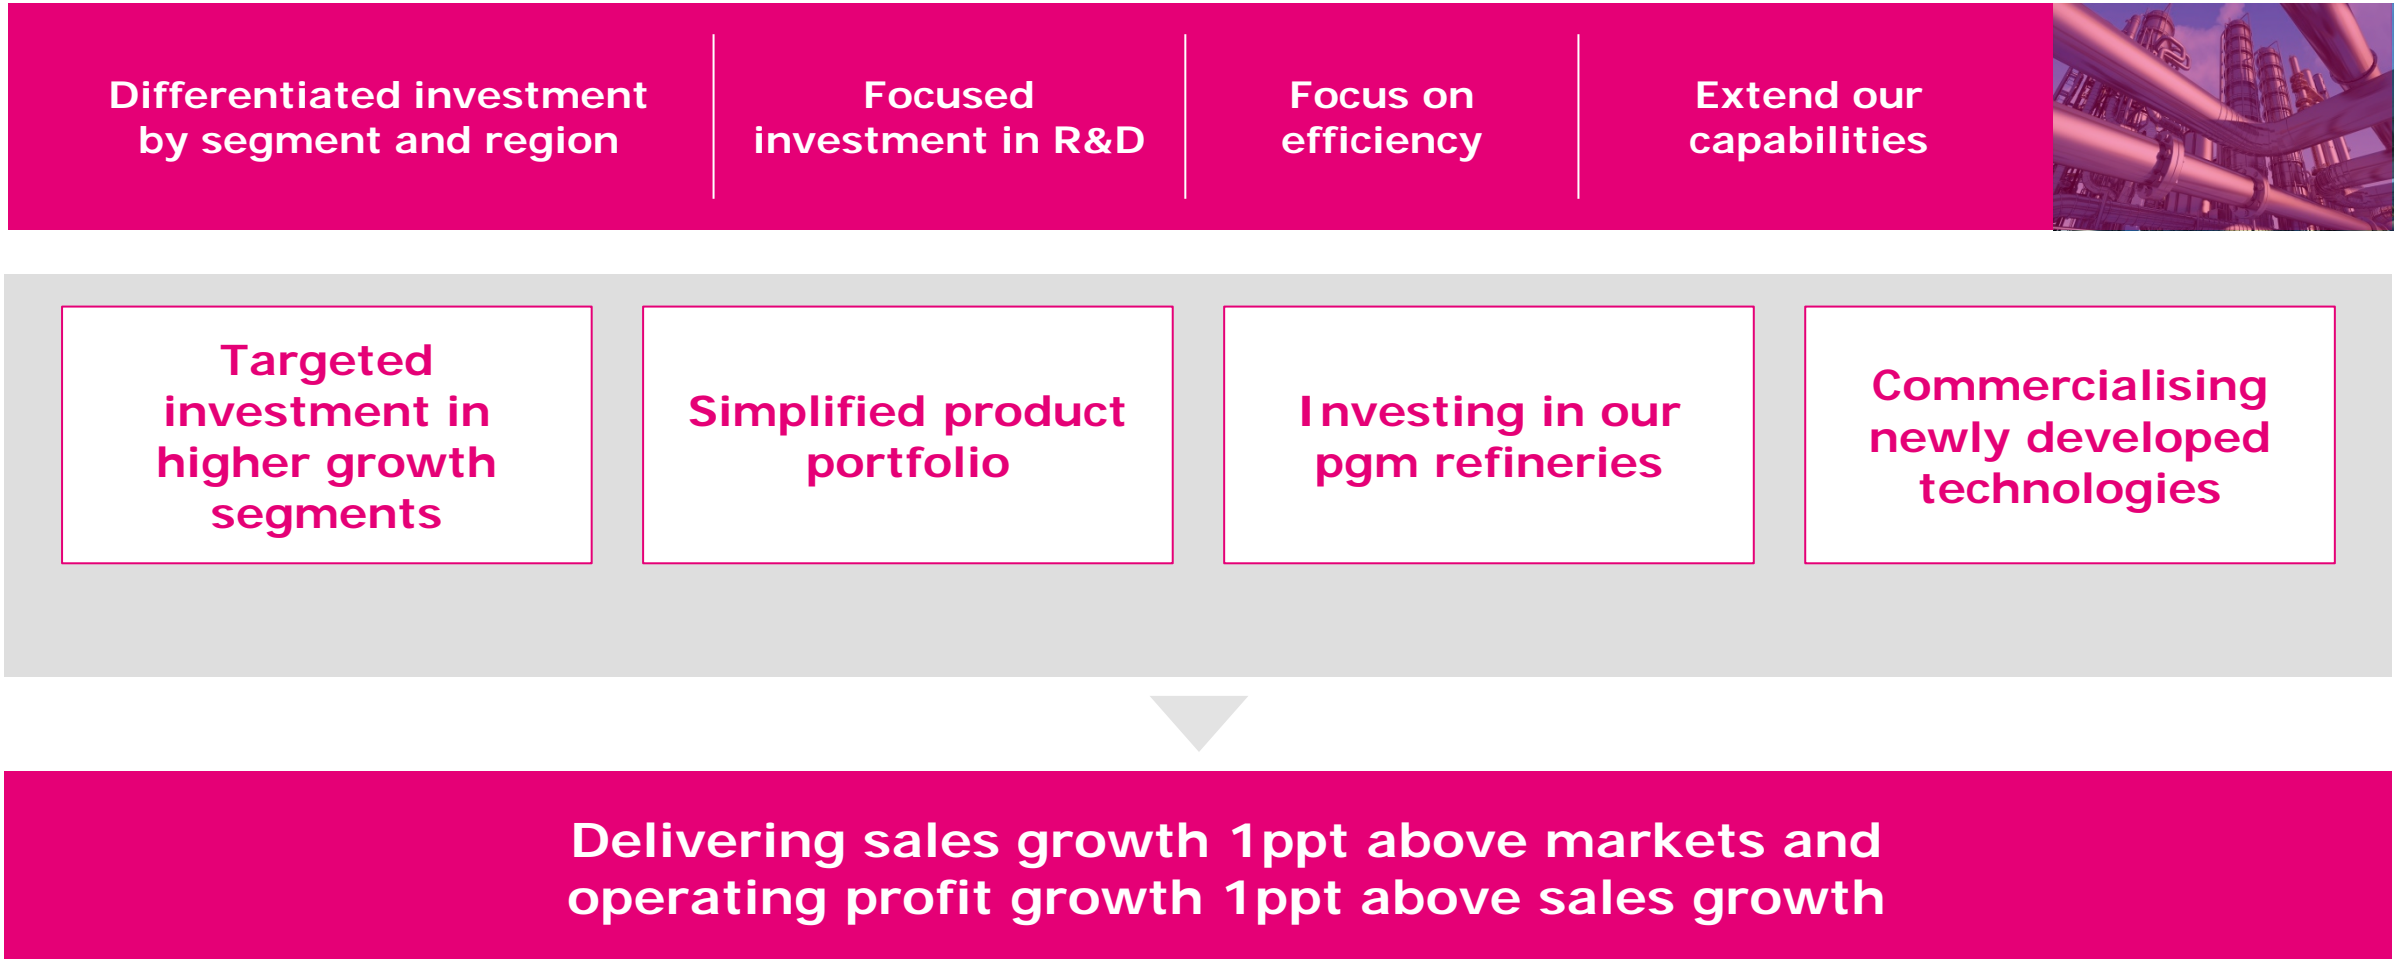 Differentiated investment
by segment and region
Focused
investment in R&D
Focus on
efficiency
Extend our
capabilities
Targeted
investment in
higher growth
segments
Simplified product
portfolio
Investing in our
pgm refineries
Commercialising
newly developed
technologies
Delivering sales growth 1ppt above markets and
operating profit growth 1ppt above sales growth